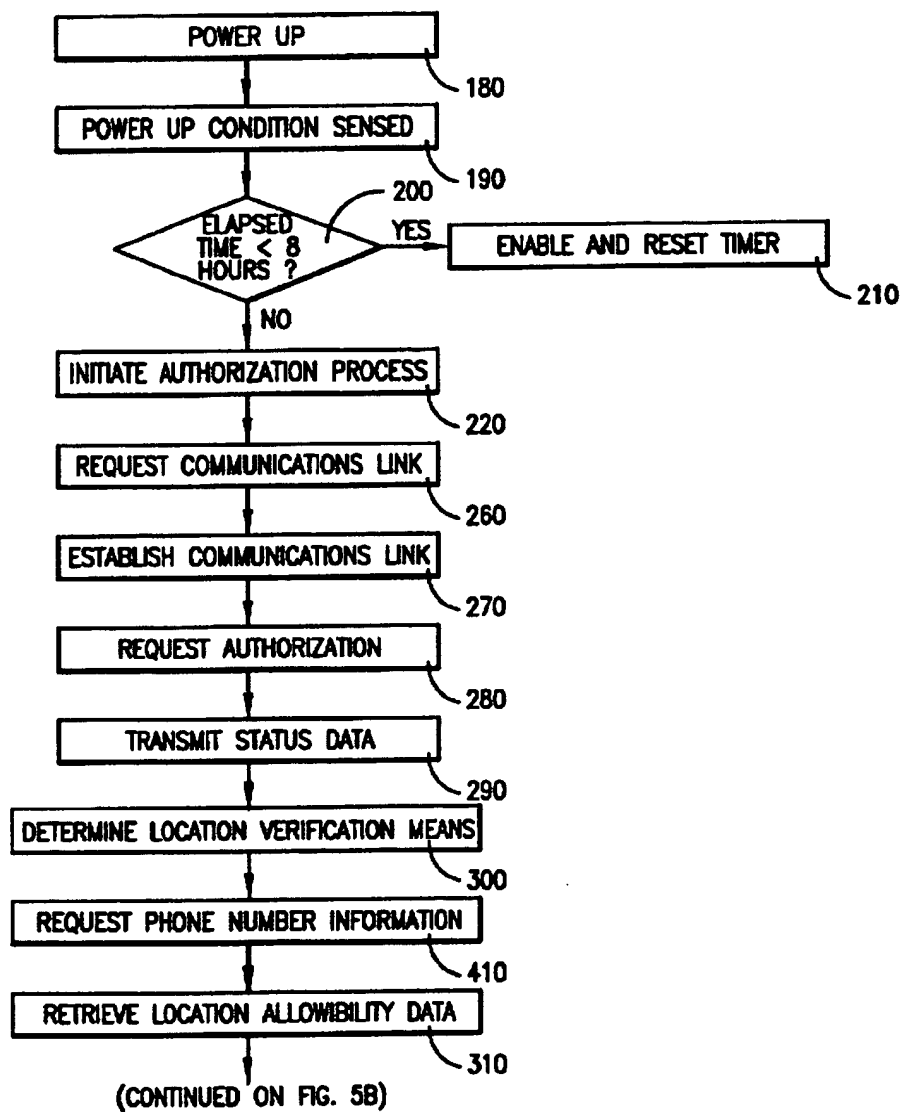 POWER UP
180
POWER UP CONDITION SENSED
190
200
ELAPSED
TIME < 8
HOURS ?
YES
ENABLE AND RESET TIMER
210
NO
INITIATE AUTHORIZATION PROCESS
220
REQUEST COMMUNICATIONS LINK
260
ESTABLISH COMMUNICATIONS LINK
270
REQUEST AUTHORIZATION
280
TRANSMIT STATUS DATA
290
DETERMINE LOCATION VERIFICATION MEANS
300
REQUEST PHONE NUMBER INFORMATION
410
RETRIEVE LOCATION ALLOWIBILITY DATA
310
(CONTINUED ON FIG. 5B)